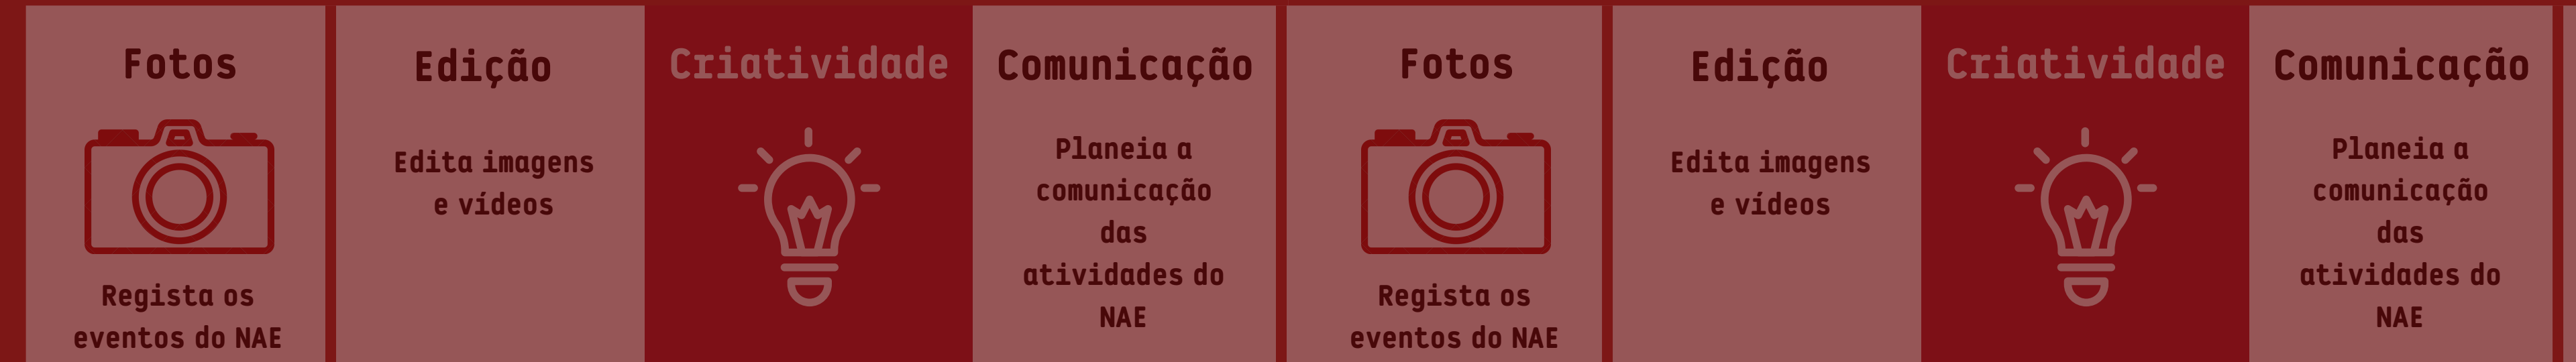 Fotos
Regista os
eventos do NAE
Edição
Edita imagens
e vídeos
Criatividade
Comunicação
Planeia a
comunicação
das
atividades do
NAE
Fotos
Regista os
eventos do NAE
Edição
Edita imagens
e vídeos
Criatividade
Comunicação
Planeia a
comunicação
das
atividades do
NAE